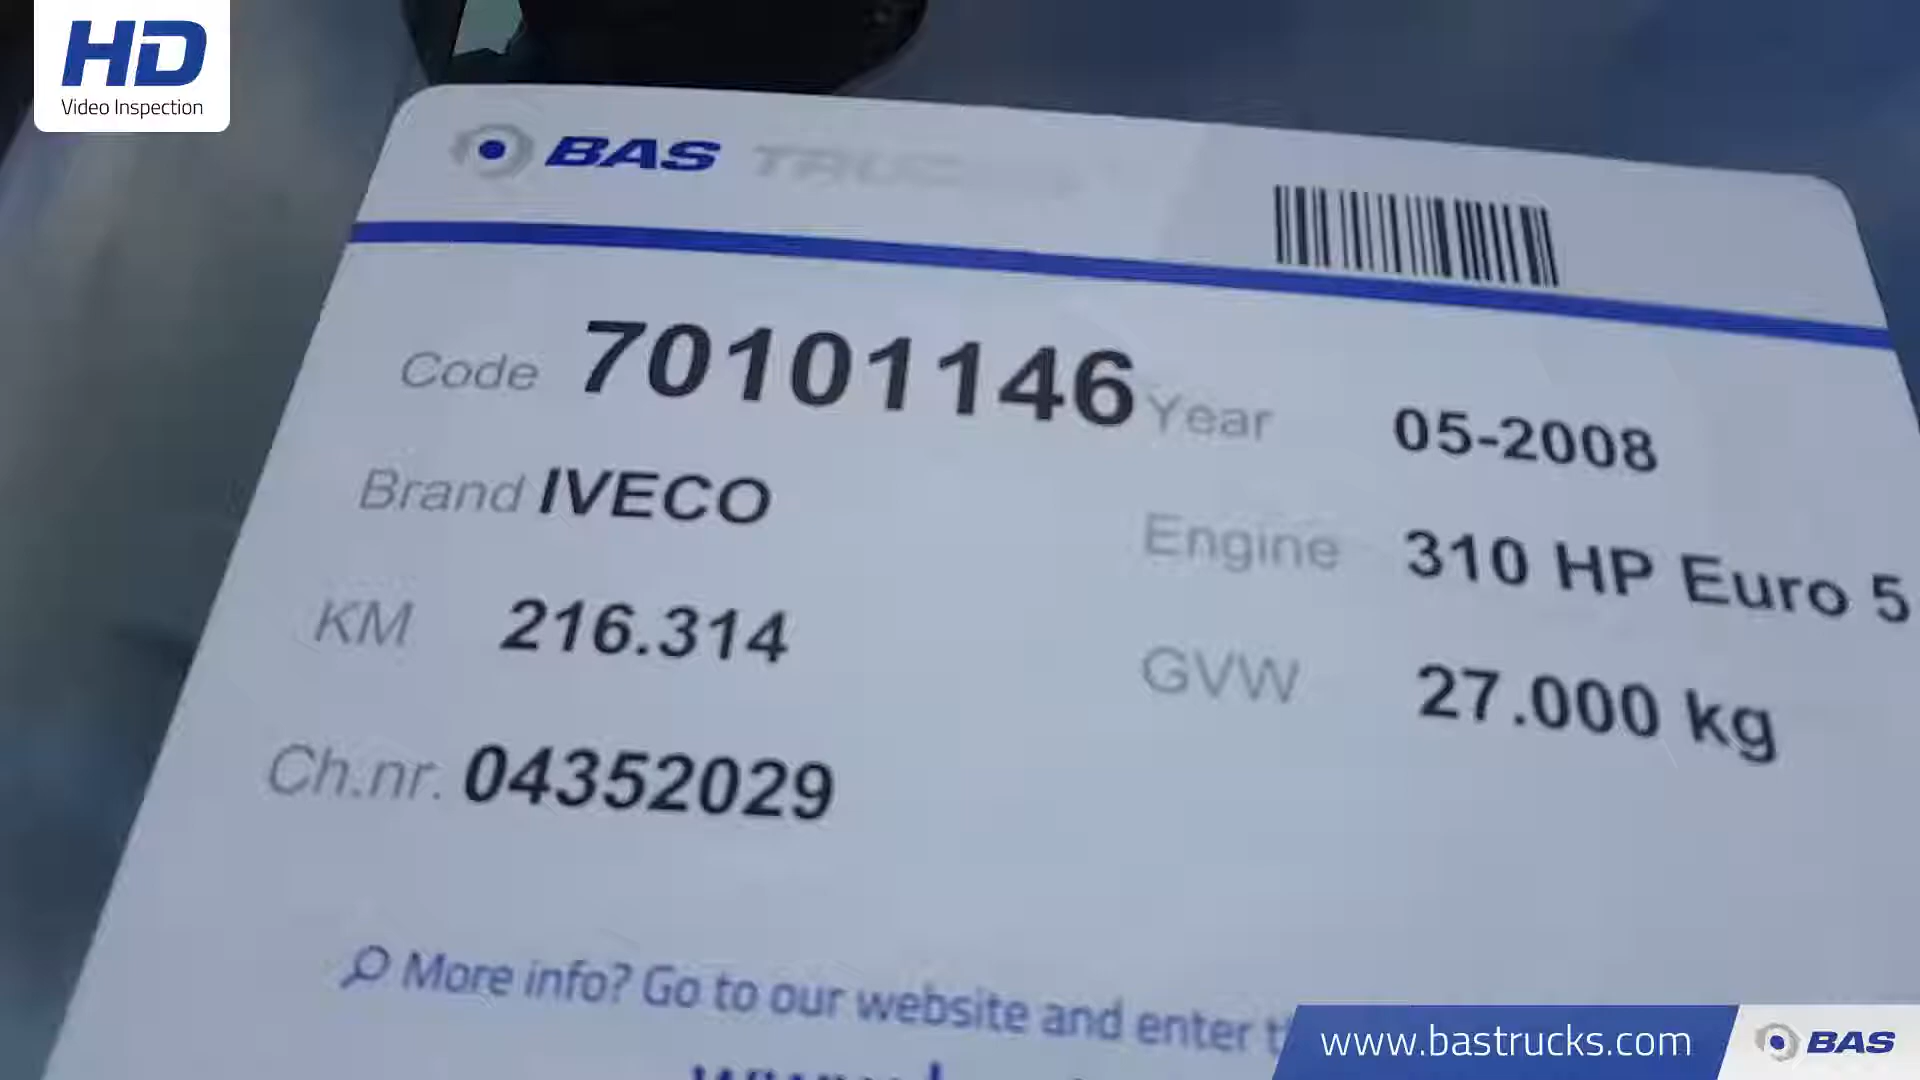 HD
Video Inspection
BAS TRUCKS
Code 70101146
Year 05-2008
Brand IVECO
Engine 310 HP Euro 5
KM 216.314
GVW 27.000 kg
Ch.nr. 04352029
More info? Go to our website and enter
www.bastrucks.com
BAS